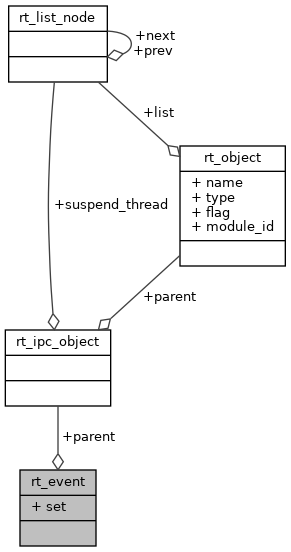 rt_list_node
+next
+prev
+list
rt_object
+ name
+ type
+ flag
+ module_id
+suspend_thread
+parent
rt_ipc_object
+parent
rt_event
+ set